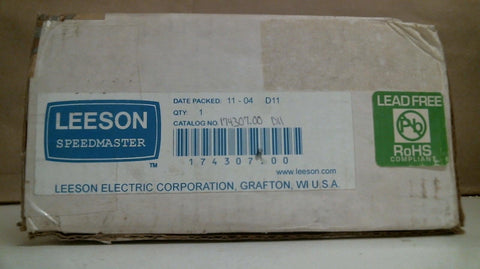 LEESON
SPEEDMASTER
TM
DATE PACKED: 11 - 04 D11
QTY: 1
CATALOG NO. 174307.00 D11
174307.00
www.leeson.com
LEESON ELECTRIC CORPORATION, GRAFTON, WI U.S.A.
LEAD FREE
Pb
RoHS
COMPLIANT